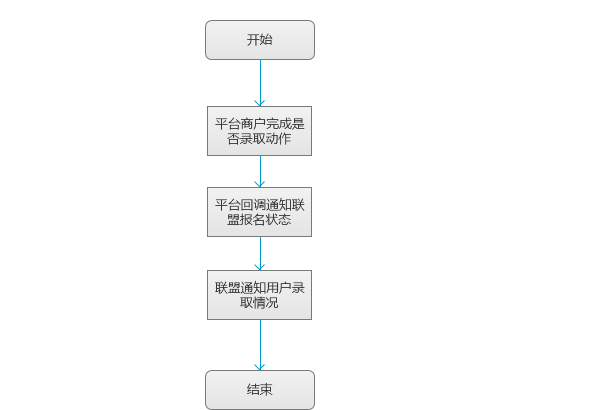 开始
平台商户完成是
否录取动作
平台回调通知联
盟报名状态
联盟通知用户录
取情况
结束